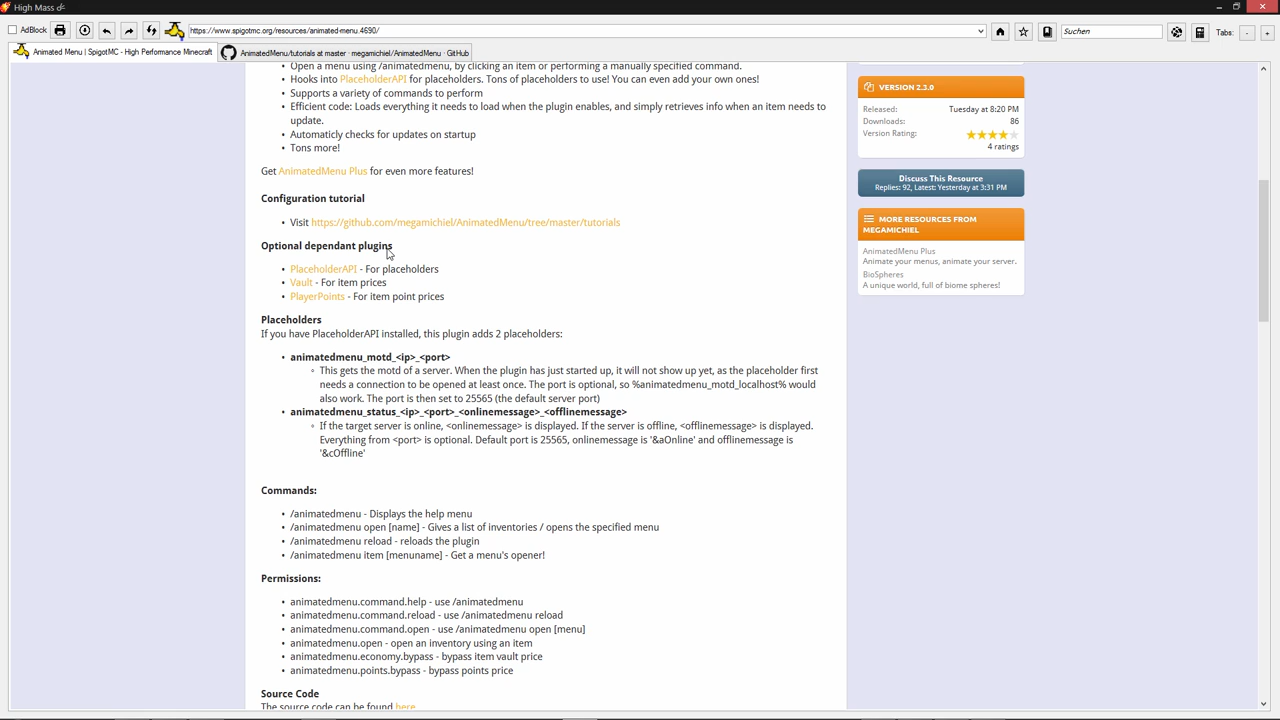 High Mass
AdBlock
https://www.spigotmc.org/resources/animated-menu.4690/
Suchen
Tabs:
-
+
Animated Menu | SpigotMC - High Performance Minecraft
AnimatedMenu/tutorials at master · megamichiel/AnimatedMenu · GitHub
• Open a menu using /animatedmenu, by clicking an item or performing a manually specified command.
• Hooks into PlaceholderAPI for placeholders. Tons of placeholders to use! You can even add your own ones!
• Supports a variety of commands to perform
• Efficient code: Loads everything it needs to load when the plugin enables, and simply retrieves info when an item needs to
update.
• Automaticly checks for updates on startup
• Tons more!
Get AnimatedMenu Plus for even more features!
Configuration tutorial
• Visit https://github.com/megamichiel/AnimatedMenu/tree/master/tutorials
Optional dependant plugins
• PlaceholderAPI - For placeholders
• Vault - For item prices
• PlayerPoints - For item point prices
Placeholders
If you have PlaceholderAPI installed, this plugin adds 2 placeholders:
• animatedmenu_motd_<ip>_<port>
◦ This gets the motd of a server. When the plugin has just started up, it will not show up yet, as the placeholder first
needs a connection to be opened at least once. The port is optional, so %animatedmenu_motd_localhost% would
also work. The port is then set to 25565 (the default server port)
• animatedmenu_status_<ip>_<port>_<onlinemessage>_<offlinemessage>
◦ If the target server is online, <onlinemessage> is displayed. If the server is offline, <offlinemessage> is displayed.
Everything from <port> is optional. Default port is 25565, onlinemessage is '&aOnline' and offlinemessage is
'&cOffline'
Commands:
• /animatedmenu - Displays the help menu
• /animatedmenu open [name] - Gives a list of inventories / opens the specified menu
• /animatedmenu reload - reloads the plugin
• /animatedmenu item [menuname] - Get a menu's opener!
Permissions:
• animatedmenu.command.help - use /animatedmenu
• animatedmenu.command.reload - use /animatedmenu reload
• animatedmenu.command.open - use /animatedmenu open [menu]
• animatedmenu.open - open an inventory using an item
• animatedmenu.economy.bypass - bypass item vault price
• animatedmenu.points.bypass - bypass points price
Source Code
The source code can be found here
VERSION 2.3.0
Released: Tuesday at 8:20 PM
Downloads: 86
Version Rating:
4 ratings
Discuss This Resource
Replies: 92, Latest: Yesterday at 3:31 PM
MORE RESOURCES FROM
MEGAMICHIEL
AnimatedMenu Plus
Animate your menus, animate your server.
BioSpheres
A unique world, full of biome spheres!